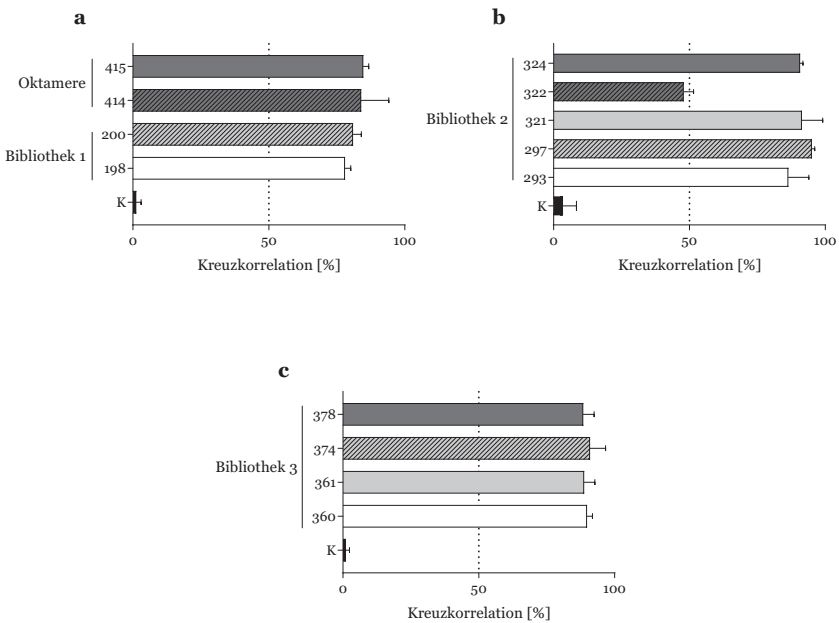 a
415
Oktamere
414
200
Bibliothek 1
198
K
0 50 100
Kreuzkorrelation [%]
b
324
322
Bibliothek 2
321
297
293
K
0 50 100
Kreuzkorrelation [%]
c
378
374
Bibliothek 3
361
360
K
0 50 100
Kreuzkorrelation [%]